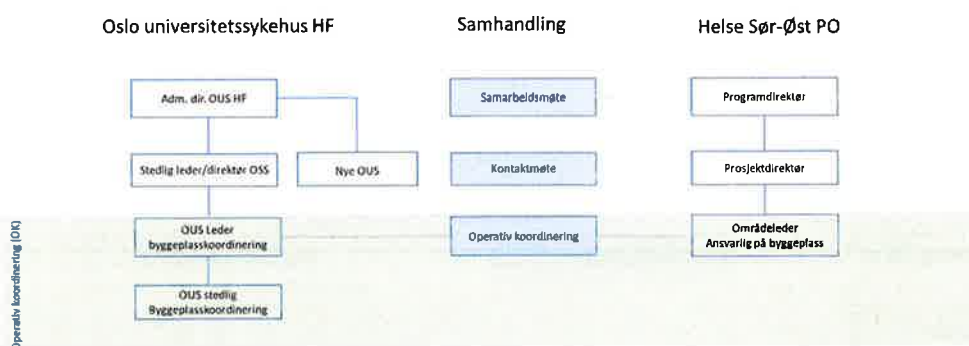 Oslo universitetssykehus HF
Samhandling
Helse Sør-Øst PO
Adm. dir. OUS HF
Samarbeidsmøte
Programdirektør
Stedlig leder/direktør OSS
Nye OUS
Kontaktmøte
Prosjektdirektør
OUS Leder
byggeplasskoordinering
Operativ koordinering
Områdeleder
Ansvarlig på byggeplass
OUS stedlig
Byggeplasskoordinering
Operativ koordinering (OK)